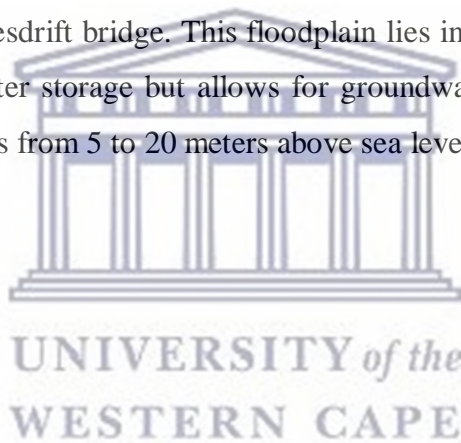 esdrift bridge. This floodplain lies in
ter storage but allows for groundwa
s from 5 to 20 meters above sea leve
UNIVERSITY of the
WESTERN CAPE